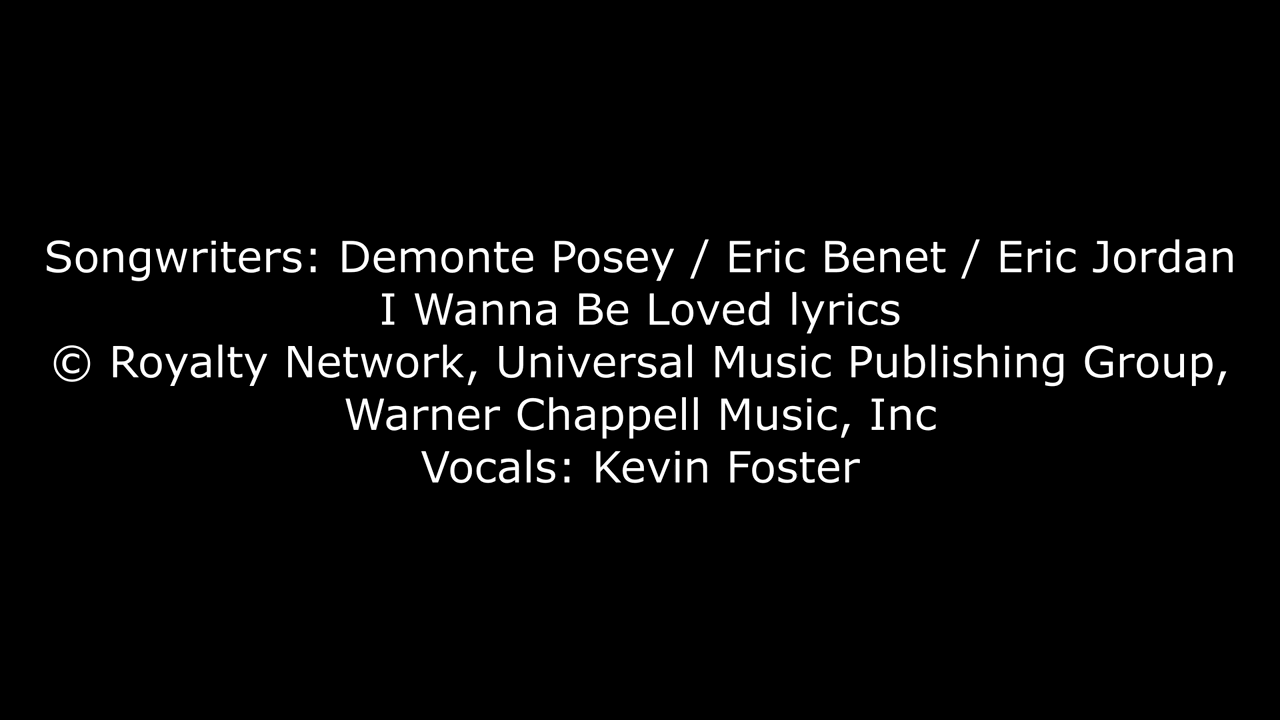 Songwriters: Demonte Posey / Eric Benet / Eric Jordan
I Wanna Be Loved lyrics
© Royalty Network, Universal Music Publishing Group,
Warner Chappell Music, Inc
Vocals: Kevin Foster